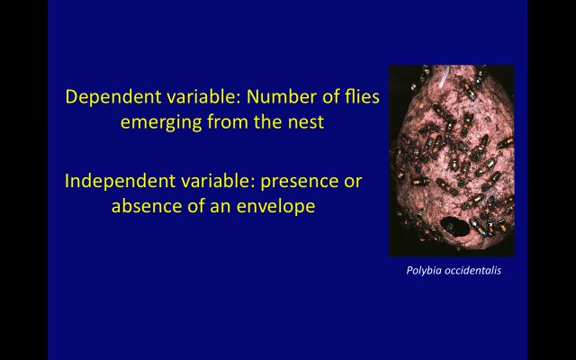 Dependent variable: Number of flies
emerging from the nest
Independent variable: presence or
absence of an envelope
Polybia occidentalis